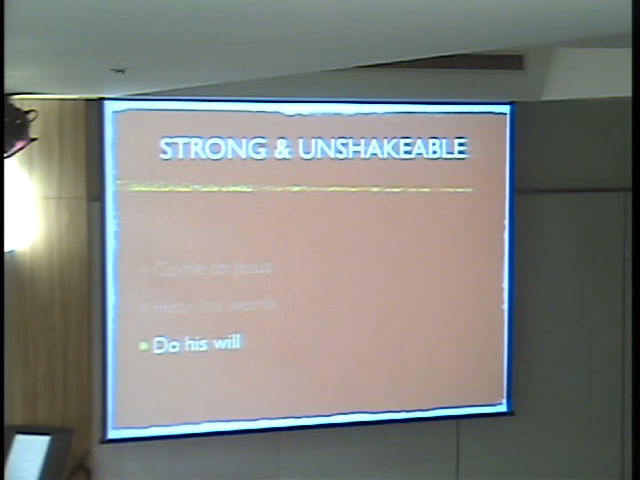 STRONG & UNSHAKEABLE
Come to Jesus
Hear his words
Do his will